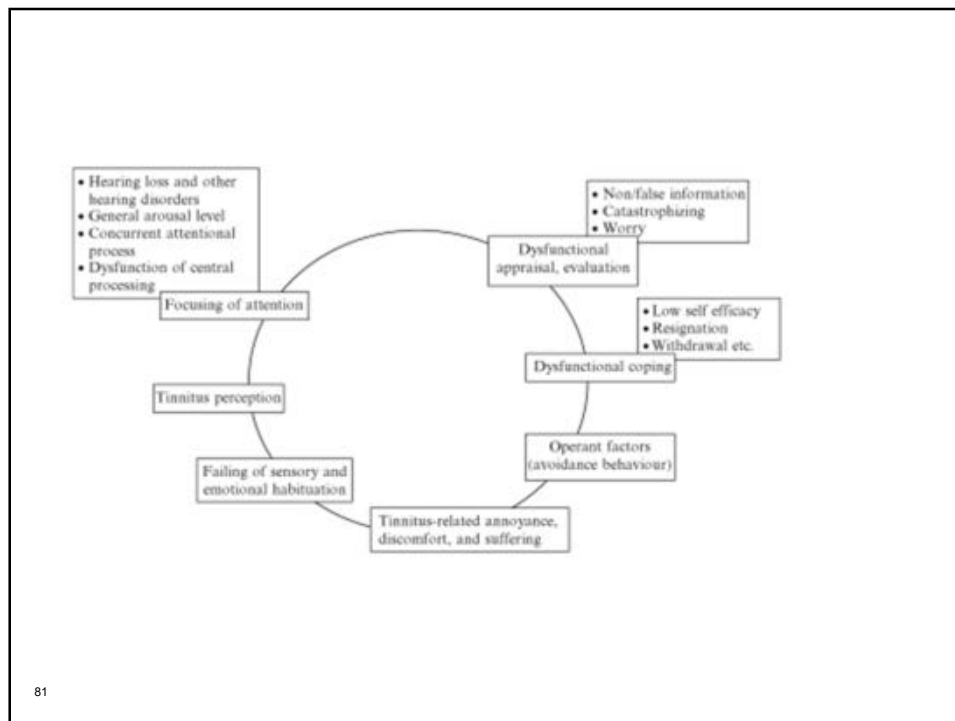 • Hearing loss and other
hearing disorders
• General arousal level
• Concurrent attentional
process
• Dysfunction of central
processing
Focusing of attention
• Non/false information
• Catastrophizing
• Worry
Dysfunctional
appraisal, evaluation
• Low self efficacy
• Resignation
• Withdrawal etc.
Dysfunctional coping
Tinnitus perception
Operant factors
(avoidance behaviour)
Failing of sensory and
emotional habituation
Tinnitus-related annoyance,
discomfort, and suffering
81